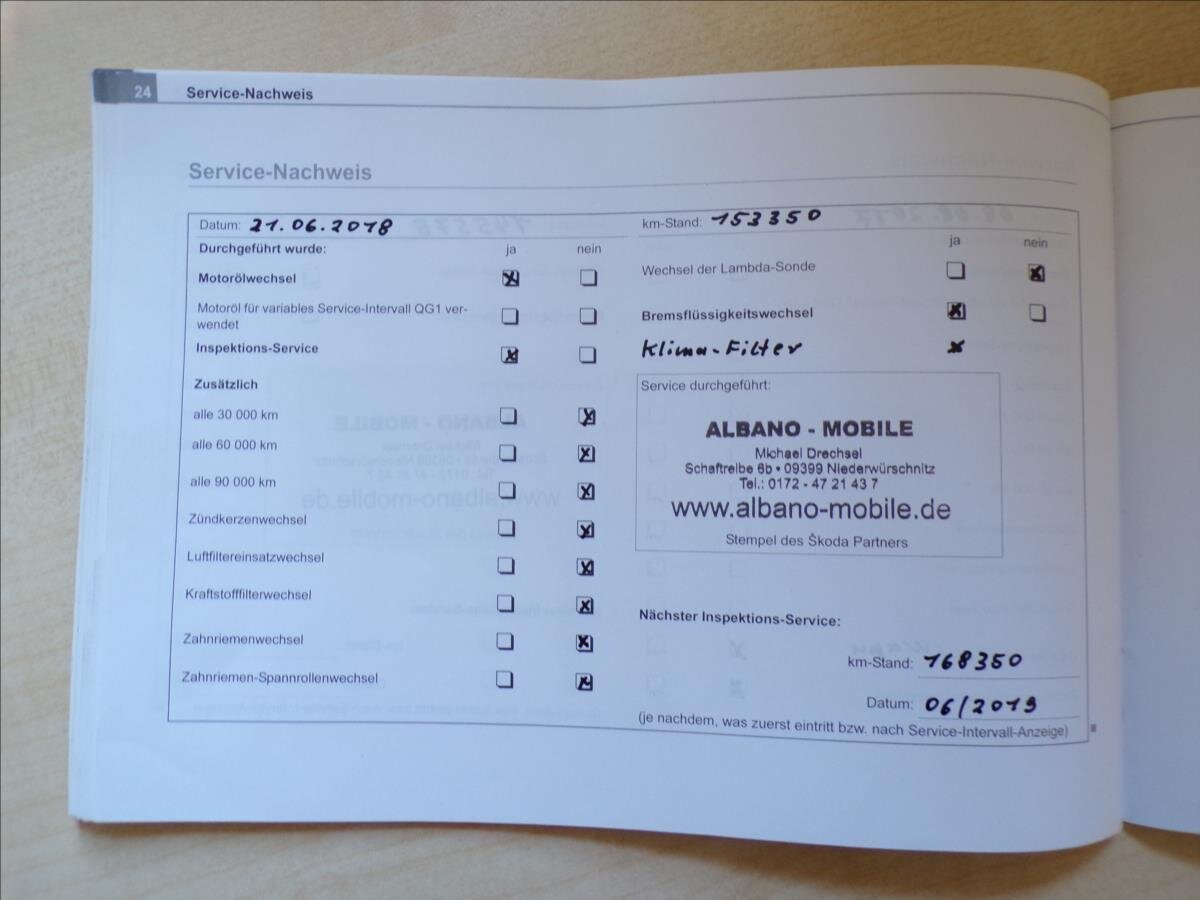 24 Service-Nachweis
Service-Nachweis
Datum: 21.06.2018
Durchgeführt wurde: ja nein
Motorölwechsel
Motoröl für variables Service-Intervall QG1 ver-
wendet
Inspektions-Service
Zusätzlich
alle 30 000 km
alle 60 000 km
alle 90 000 km
Zündkerzenwechsel
Luftfiltereinsatzwechsel
Kraftstofffilterwechsel
Zahnriemenwechsel
Zahnriemen-Spannrollenwechsel
km-Stand: 153350
ja nein
Wechsel der Lambda-Sonde
Bremsflüssigkeitswechsel
Klima-Filter
Service durchgeführt:
ALBANO - MOBILE
Michael Drechsel
Schaftreibe 6b • 09399 Niederwürschnitz
Tel.: 0172 - 47 21 43 7
www.albano-mobile.de
Stempel des Škoda Partners
Nächster Inspektions-Service:
km-Stand: 168350
Datum: 06/2019
(je nachdem, was zuerst eintritt bzw. nach Service-Intervall-Anzeige)